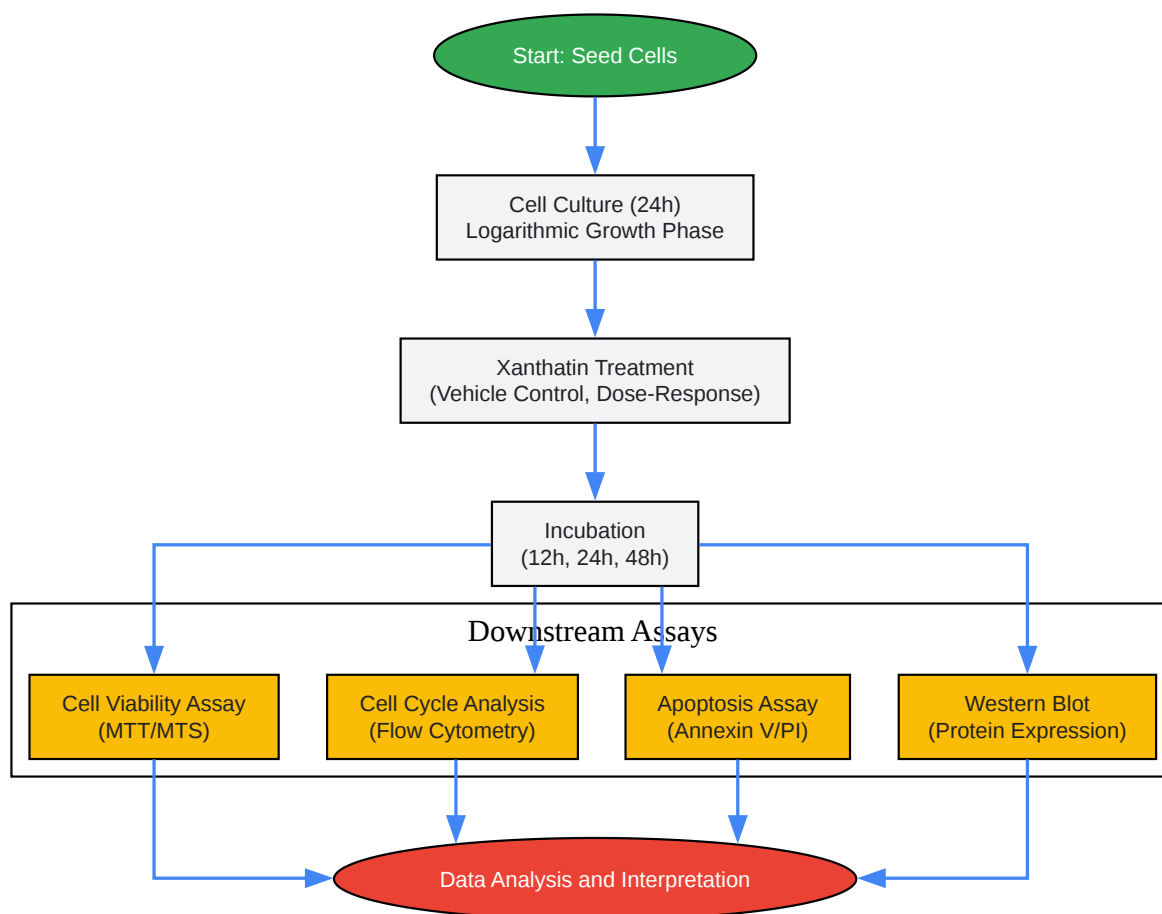 Start: Seed Cells
Cell Culture (24h)
Logarithmic Growth Phase
Xanthatin Treatment
(Vehicle Control, Dose-Response)
Incubation
(12h, 24h, 48h)
Downstream Assays
Cell Viability Assay
(MTT/MTS)
Cell Cycle Analysis
(Flow Cytometry)
Apoptosis Assay
(Annexin V/PI)
Western Blot
(Protein Expression)
Data Analysis and Interpretation